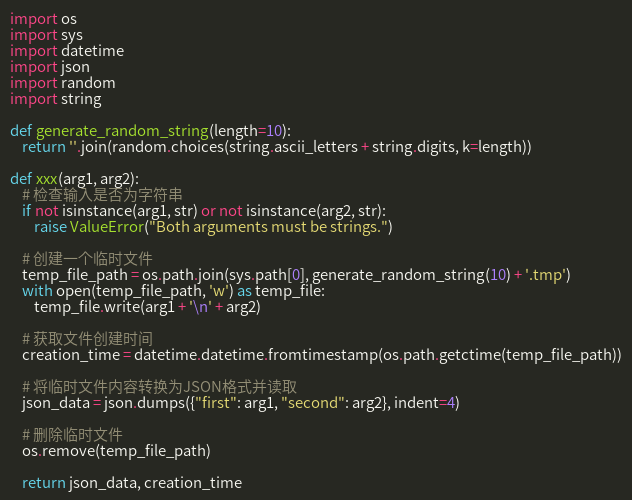 import os
import sys
import datetime
import json
import random
import string

def generate_random_string(length=10):
    return ''.join(random.choices(string.ascii_letters + string.digits, k=length))

def xxx(arg1, arg2):
    # 检查输入是否为字符串
    if not isinstance(arg1, str) or not isinstance(arg2, str):
        raise ValueError("Both arguments must be strings.")

    # 创建一个临时文件
    temp_file_path = os.path.join(sys.path[0], generate_random_string(10) + '.tmp')
    with open(temp_file_path, 'w') as temp_file:
        temp_file.write(arg1 + '\n' + arg2)

    # 获取文件创建时间
    creation_time = datetime.datetime.fromtimestamp(os.path.getctime(temp_file_path))

    # 将临时文件内容转换为JSON格式并读取
    json_data = json.dumps({"first": arg1, "second": arg2}, indent=4)

    # 删除临时文件
    os.remove(temp_file_path)

    return json_data, creation_time